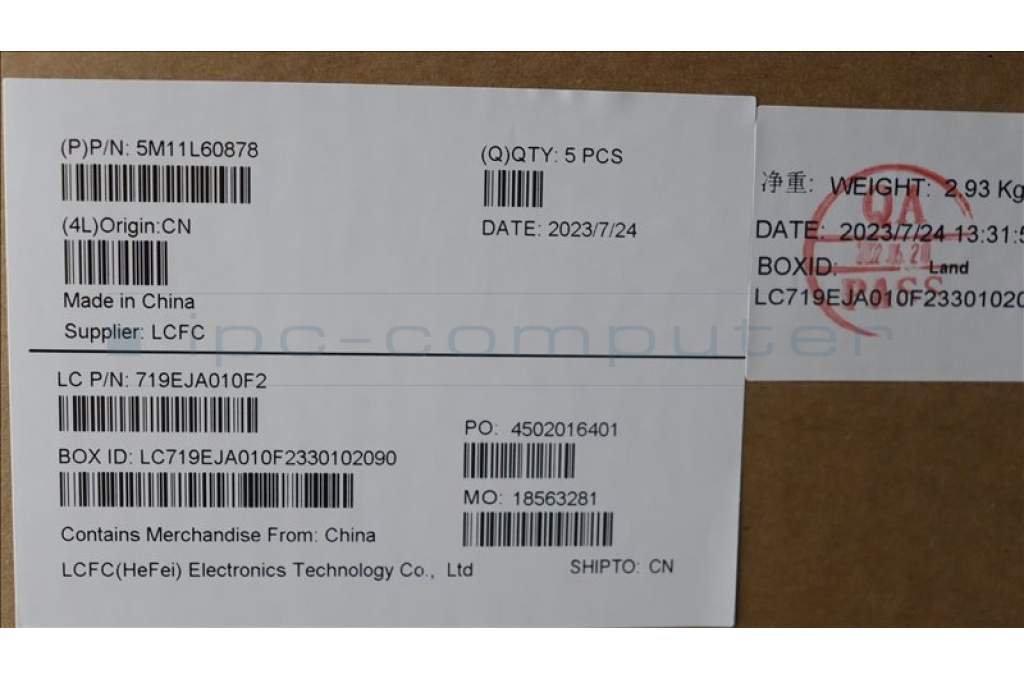 (P)P/N: 5M11L60878
(4L)Origin:CN
Made in China
Supplier: LCFC
(Q)QTY: 5 PCS
DATE: 2023/7/24
LC P/N: 719EJA010F2
BOX ID: LC719EJA010F2330102090
Contains Merchandise From: China
LCFC(HeFei) Electronics Technology Co., Ltd
PO: 4502016401
MO: 18563281
SHIPTO: CN
净重: WEIGHT: 2.93 Kg
DATE: 2023/7/24 13:31:5
BOXID: Land
LC719EJA010F23301020
QA
PASS
ipc-computer